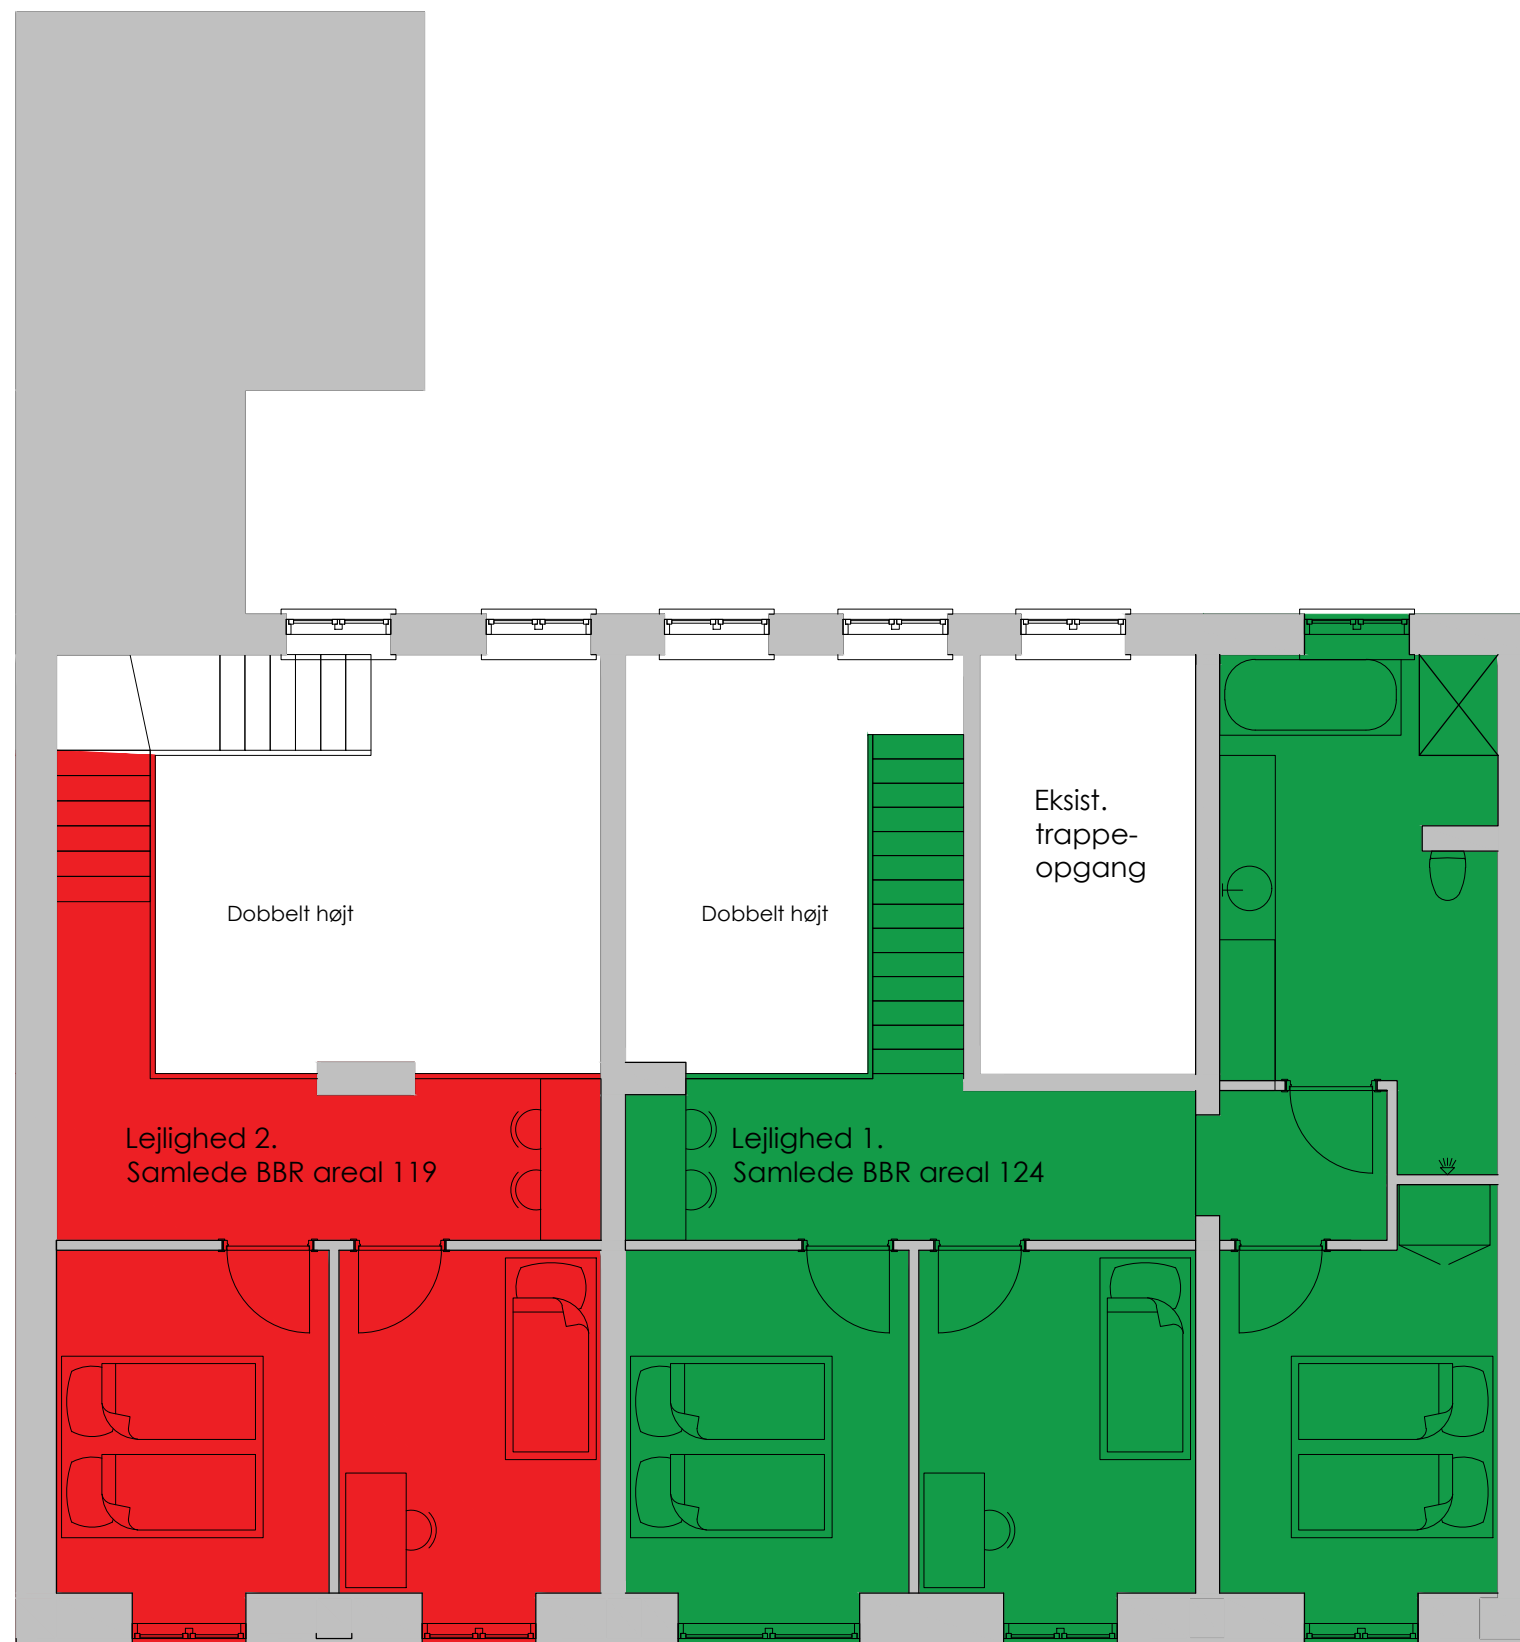 Eksist.
trappe-
opgang
Dobbelt højt
Dobbelt højt
Lejlighed 2.
Samlede BBR areal 119
Lejlighed 1.
Samlede BBR areal 124